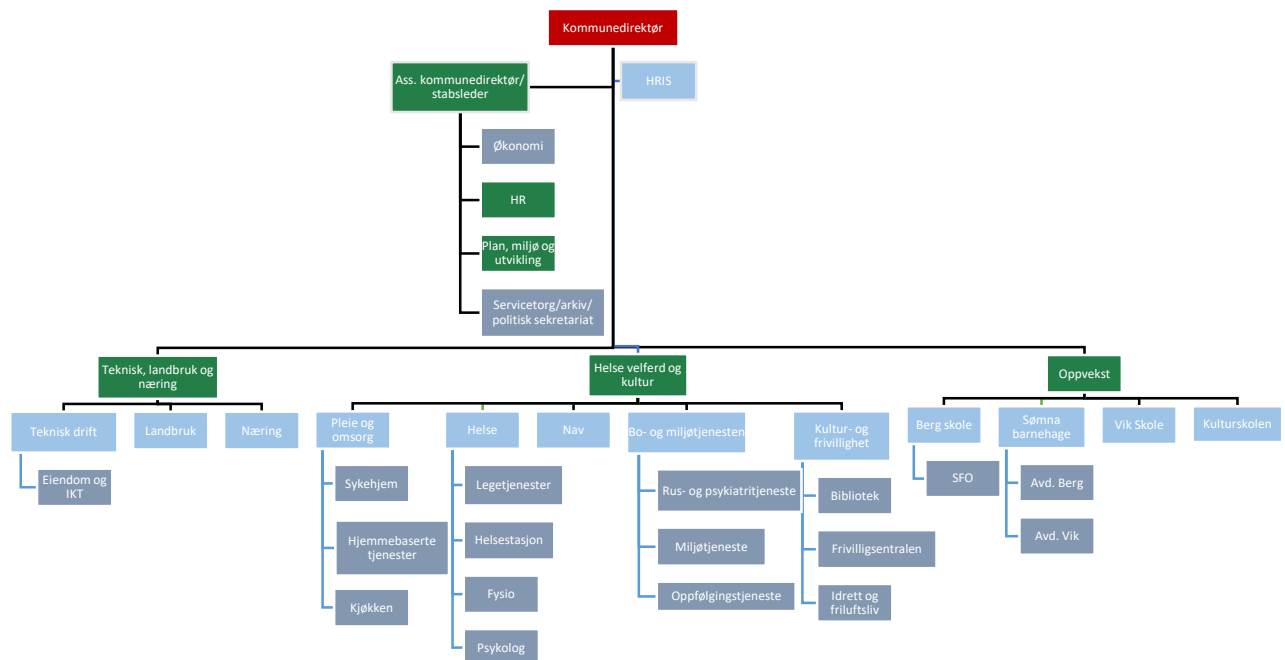 Kommunedirektør
Ass. kommunedirektør/
stabsleder
HRIS
Økonomi
HR
Plan, miljø og
utvikling
Servicetorg/arkiv/
politisk sekretariat
Teknisk, landbruk og
næring
Helse velferd og
kultur
Oppvekst
Teknisk drift
Landbruk
Næring
Pleie og
omsorg
Helse
Nav
Bo- og miljøtjenesten
Kultur- og
frivillighet
Berg skole
Sømna
barnehage
Vik Skole
Kulturskolen
Eiendom og
IKT
Sykehjem
Hjemmebaserte
tjenester
Kjøkken
Legetjenester
Helsestasjon
Fysio
Psykolog
Rus- og psykiatritjeneste
Miljøtjeneste
Oppfølgingstjeneste
Bibliotek
Frivilligsentralen
Idrett og
friluftsliv
SFO
Avd. Berg
Avd. Vik